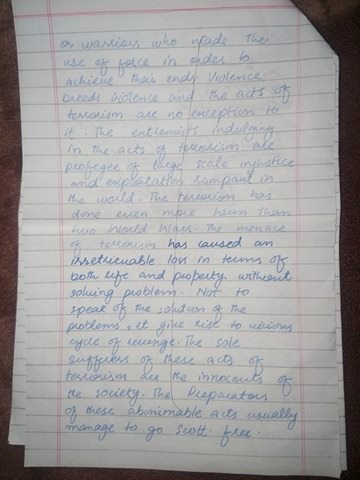 or warriors who made the
use of force in order to
achieve their ends. Violence
breeds violence and the acts of
terrorism are no exception to
it. The extremists indulging
in the acts of terrorism are
profegee of large scale injustice
and exploitation rampant in
the world. The terrorism has
done even more harm than
two World Wars. The menace
of terrorism has caused an
irretrievable loss in terms of
both life and property without
solving problem. Not to
speak of the solution of the
problems, it give rise to vicious
cycle of revenge. The sole
sufferers of these acts of
terrorism are the innocents of
the society. The Preparators
of these abminable acts usually
manage to go Scott free.